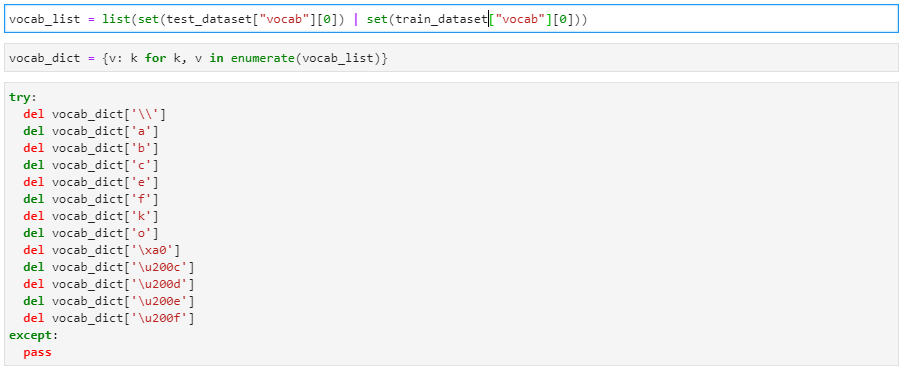 vocab_list = list(set(test_dataset["vocab"][0]) | set(train_dataset["vocab"][0]))
vocab_dict = {v: k for k, v in enumerate(vocab_list)}
try:
  del vocab_dict['\\']
  del vocab_dict['a']
  del vocab_dict['b']
  del vocab_dict['c']
  del vocab_dict['e']
  del vocab_dict['f']
  del vocab_dict['k']
  del vocab_dict['o']
  del vocab_dict['\xa0']
  del vocab_dict['\u200c']
  del vocab_dict['\u200d']
  del vocab_dict['\u200e']
  del vocab_dict['\u200f']
except:
  pass